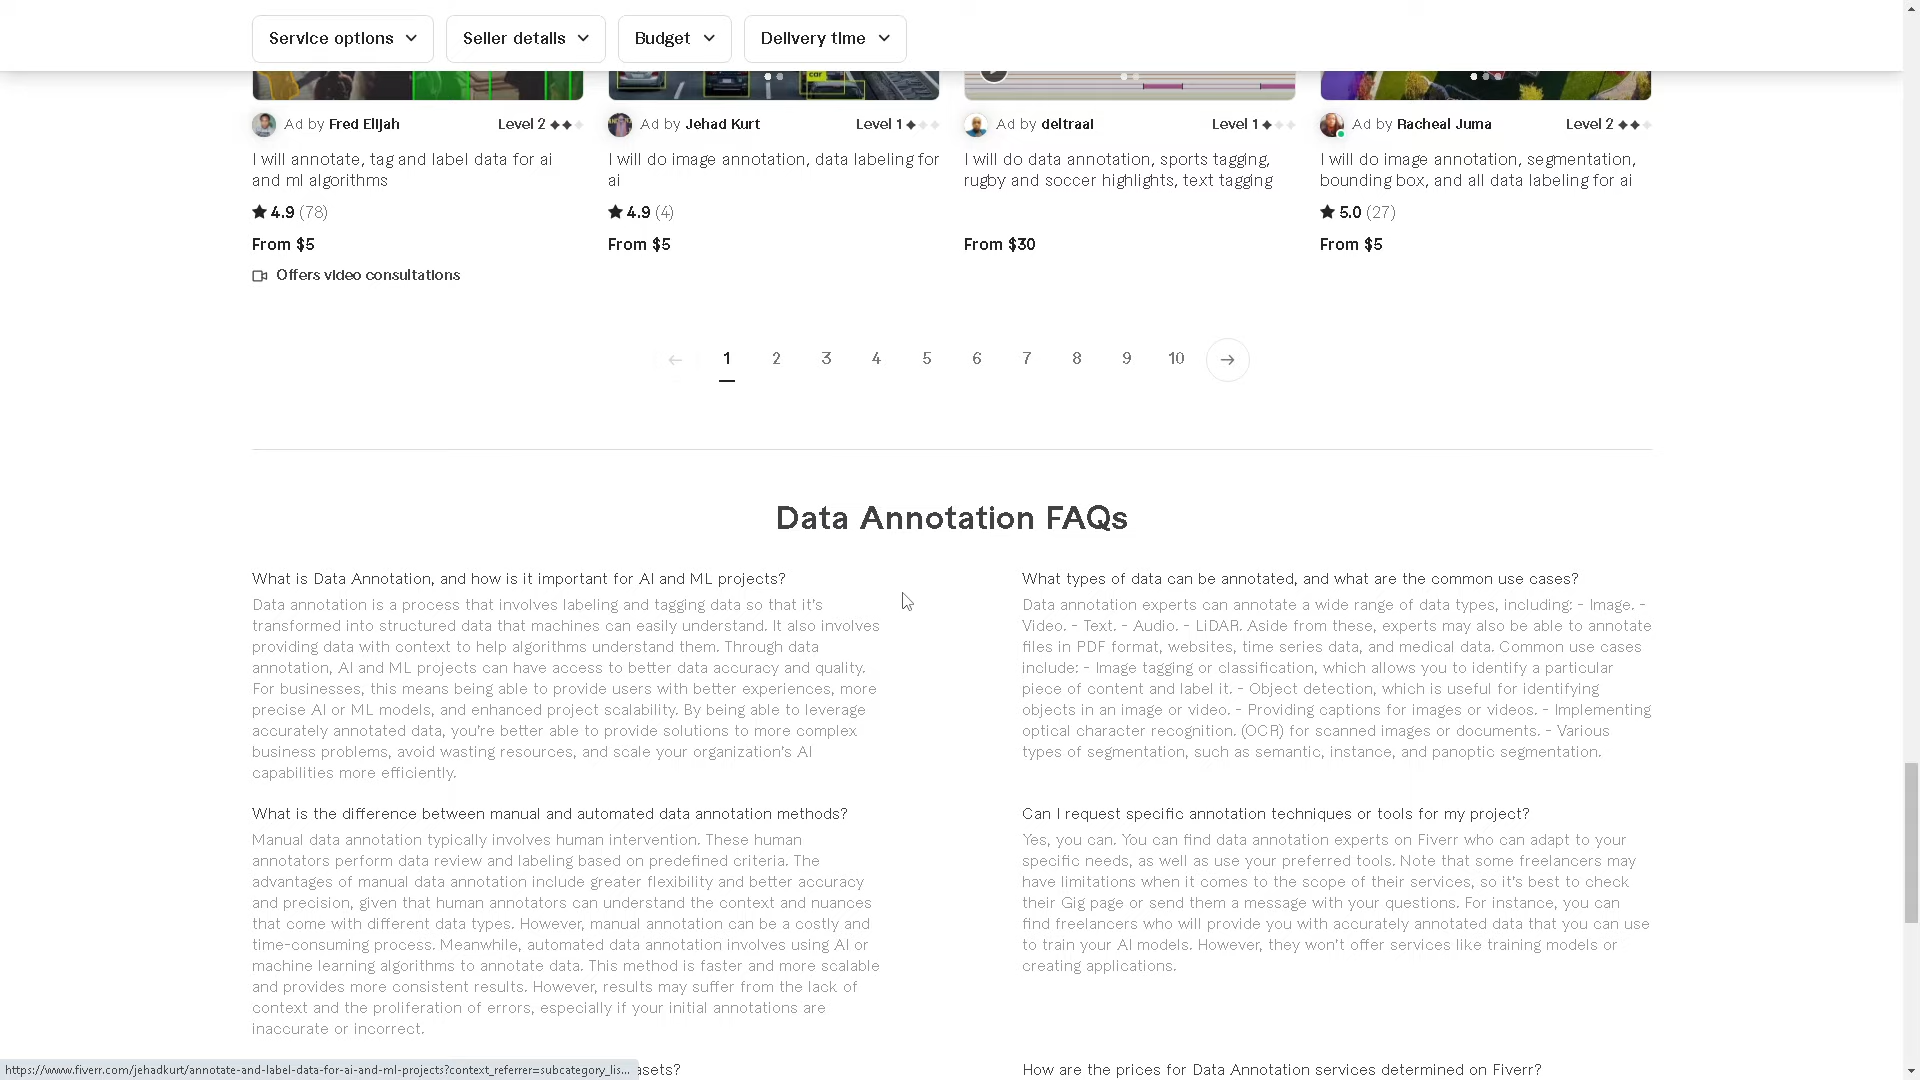 Service options
Seller details
Budget
Delivery time
car
Ad by Fred Elijah
Level 2
Ad by Jehad Kurt
Level 1
Ad by deltraal
Level 1
Ad by Racheal Juma
Level 2
I will annotate, tag and label data for ai
and ml algorithms
I will do image annotation, data labeling for
ai
I will do data annotation, sports tagging,
rugby and soccer highlights, text tagging
I will do image annotation, segmentation,
bounding box, and all data labeling for ai
4.9 (78)
4.9 (4)
5.0 (27)
From $5
From $5
From $30
From $5
Offers video consultations
1 2 3 4 5 6 7 8 9 10
Data Annotation FAQs
What is Data Annotation, and how is it important for AI and ML projects?
Data annotation is a process that involves labeling and tagging data so that it's
transformed into structured data that machines can easily understand. It also involves
providing data with context to help algorithms understand them. Through data
annotation, AI and ML projects can have access to better data accuracy and quality.
For businesses, this means being able to provide users with better experiences, more
precise AI or ML models, and enhanced project scalability. By being able to leverage
accurately annotated data, you're better able to provide solutions to more complex
business problems, avoid wasting resources, and scale your organization's AI
capabilities more efficiently.
What types of data can be annotated, and what are the common use cases?
Data annotation experts can annotate a wide range of data types, including: - Image. -
Video. - Text. - Audio. - LiDAR. Aside from these, experts may also be able to annotate
files in PDF format, websites, time series data, and medical data. Common use cases
include: - Image tagging or classification, which allows you to identify a particular
piece of content and label it. - Object detection, which is useful for identifying
objects in an image or video. - Providing captions for images or videos. - Implementing
optical character recognition. (OCR) for scanned images or documents. - Various
types of segmentation, such as semantic, instance, and panoptic segmentation.
What is the difference between manual and automated data annotation methods?
Manual data annotation typically involves human intervention. These human
annotators perform data review and labeling based on predefined criteria. The
advantages of manual data annotation include greater flexibility and better accuracy
and precision, given that human annotators can understand the context and nuances
that come with different data types. However, manual annotation can be a costly and
time-consuming process. Meanwhile, automated data annotation involves using AI or
machine learning algorithms to annotate data. This method is faster and more scalable
and provides more consistent results. However, results may suffer from the lack of
context and the proliferation of errors, especially if your initial annotations are
inaccurate or incorrect.
Can I request specific annotation techniques or tools for my project?
Yes, you can. You can find data annotation experts on Fiverr who can adapt to your
specific needs, as well as use your preferred tools. Note that some freelancers may
have limitations when it comes to the scope of their services, so it's best to check
their Gig page or send them a message with your questions. For instance, you can
find freelancers who will provide you with accurately annotated data that you can use
to train your AI models. However, they won't offer services like training models or
creating applications.
asets?
How are the prices for Data Annotation services determined on Fiverr?
https://www.fiverr.com/jehadkurt/annotate-and-label-data-for-ai-and-ml-projects?context_referrer=subcategory_lis...